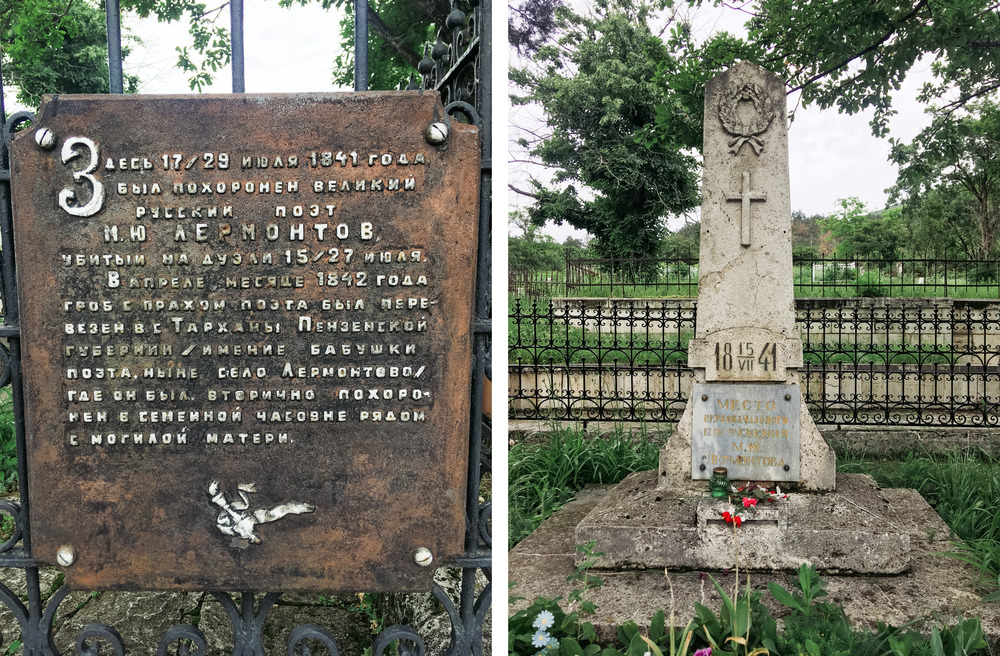 Здесь 17/29 июля 1841 года
был похоронен великий
русский поэт
М.Ю ЛЕРМОНТОВ,
убитый на дуэли 15/27 июля.
В апреле месяце 1842 года
гроб с прахом поэта был пере-
везен в с Тарханы Пензенской
губернии /имение бабушки
поэта, ныне село Лермонтово/
где он был вторично похоро-
нен в семейной часовне рядом
с могилой матери.
18 15 VII 41
МЕСТО
ПЕРВОНАЧАЛЬНОГО
ПОГРЕБЕНИЯ
М.Ю.
ЛЕРМОНТОВА